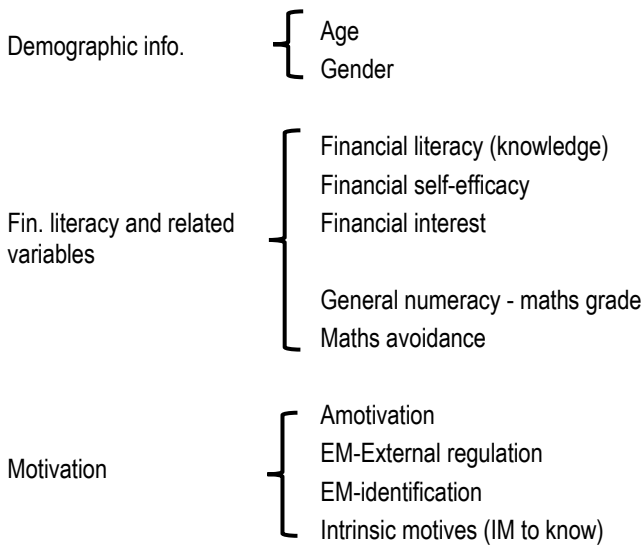 Demographic info.
Age
Gender
Fin. literacy and related
variables
Financial literacy (knowledge)
Financial self-efficacy
Financial interest
General numeracy - maths grade
Maths avoidance
Motivation
Amotivation
EM-External regulation
EM-identification
Intrinsic motives (IM to know)